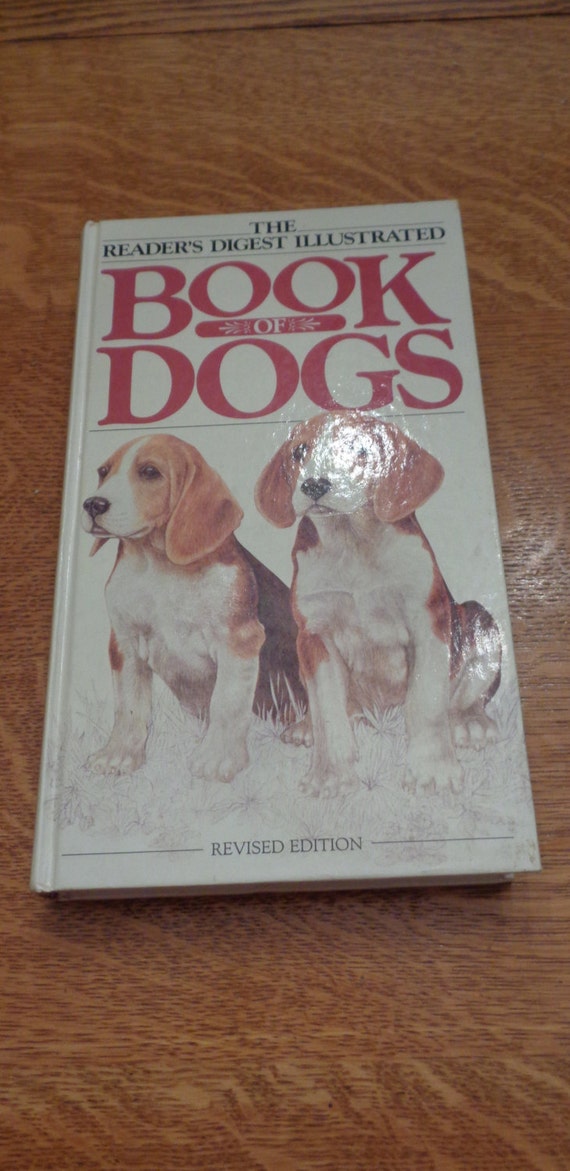 THE
READER'S DIGEST ILLUSTRATED
BOOK
OF
DOGS
REVISED EDITION